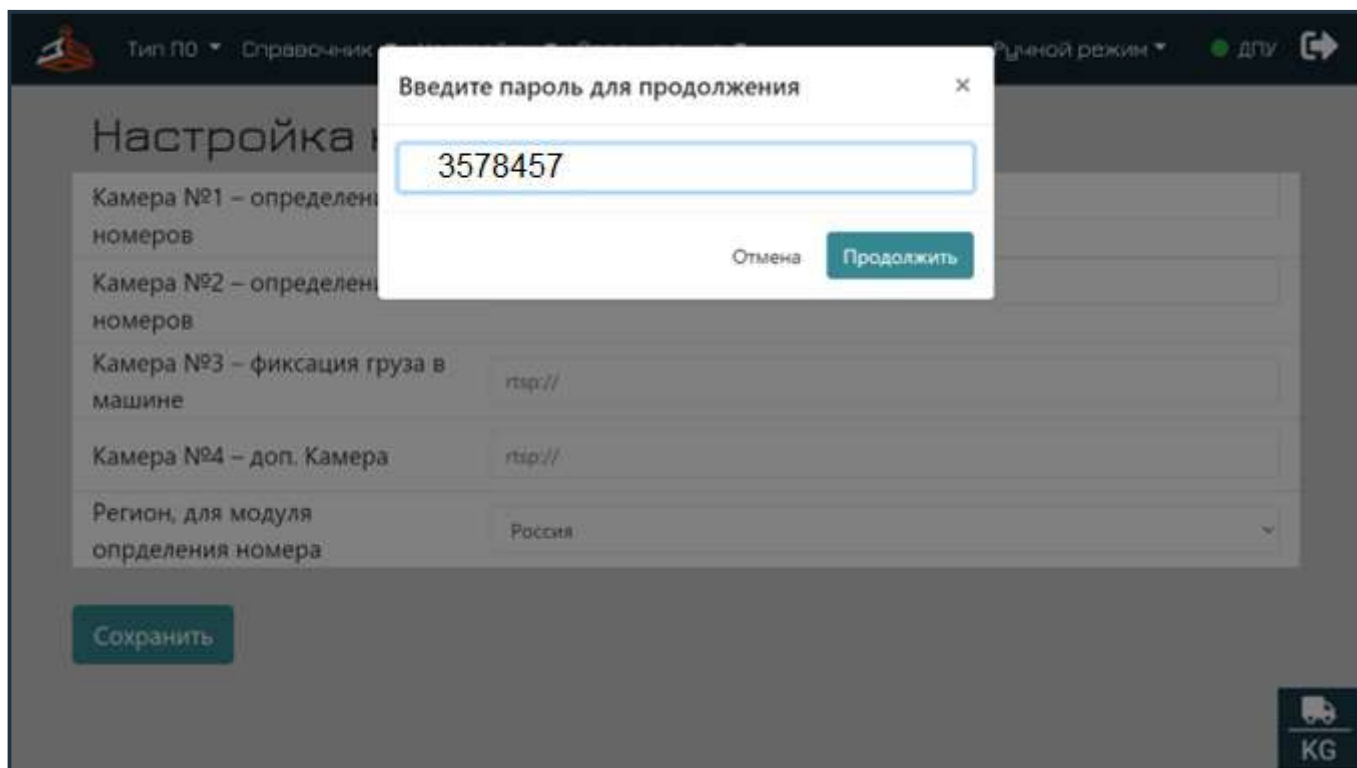 Тип ПО Справочник Ручной режим ДПУ
Введите пароль для продолжения ×
Настройка
3578457
Камера №1 – определени
номеров
Отмена Продолжить
Камера №2 – определени
номеров
Камера №3 – фиксация груза в
машине
rtsp://
Камера №4 – доп. Камера
rtsp://
Регион, для модуля
опрделения номера
Россия
Сохранить
KG